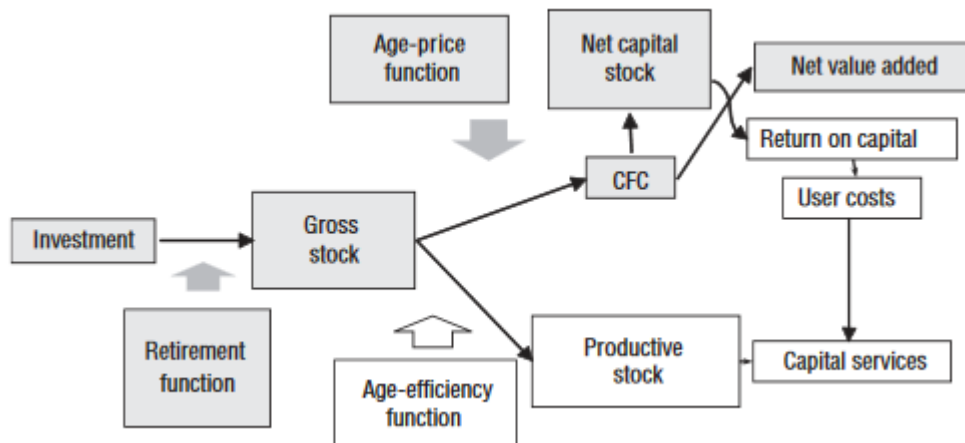 Age-price
function
Net capital
stock
Net value added
Return on capital
CFC
User costs
Investment
Gross
stock
Retirement
function
Age-efficiency
function
Productive
stock
Capital services